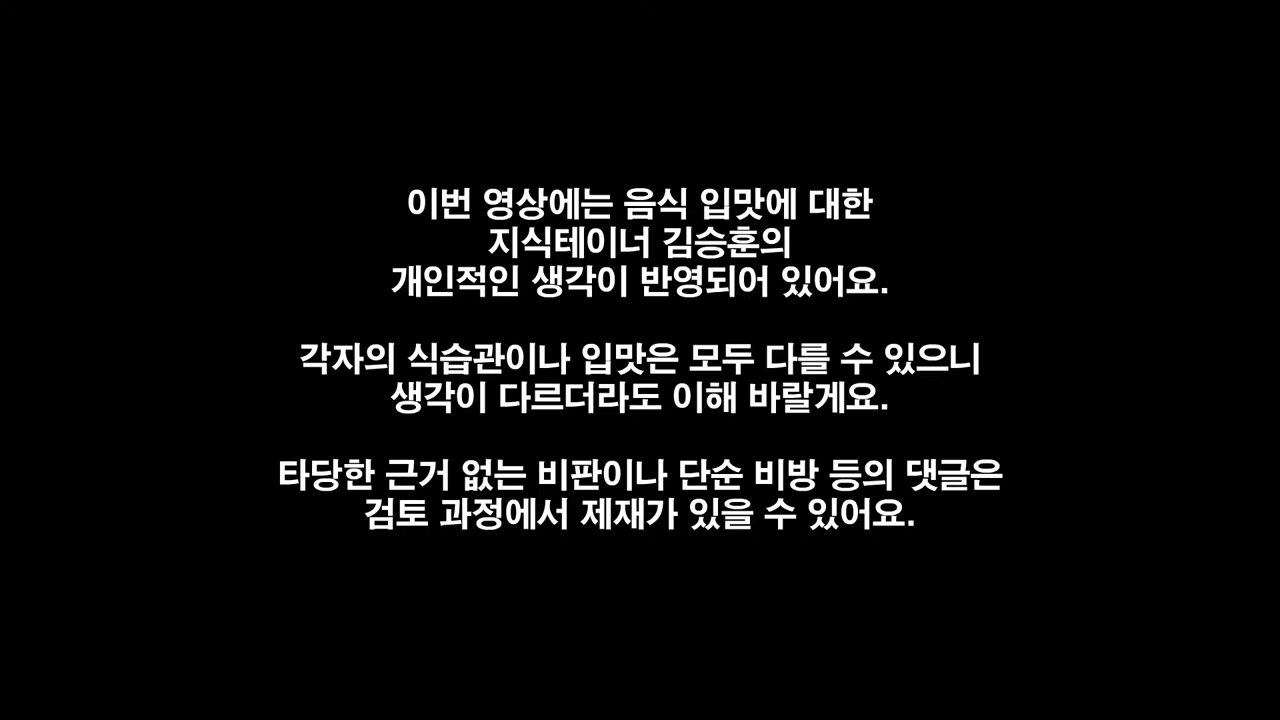 이번 영상에는 음식 입맛에 대한
지식테이너 김승훈의
개인적인 생각이 반영되어 있어요.
각자의 식습관이나 입맛은 모두 다를 수 있으니
생각이 다르더라도 이해 바랄게요.
타당한 근거 없는 비판이나 단순 비방 등의 댓글은
검토 과정에서 제재가 있을 수 있어요.